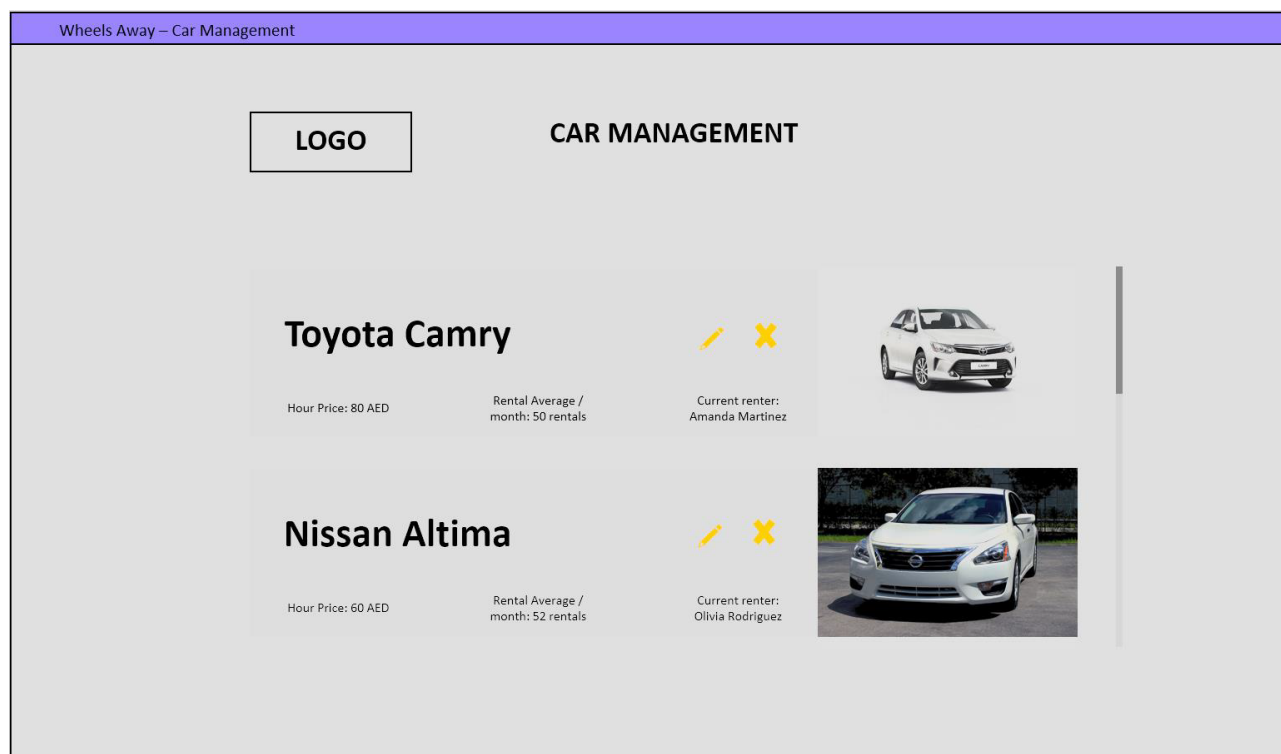 Wheels Away – Car Management
LOGO
CAR MANAGEMENT
Toyota Camry
Hour Price: 80 AED
Rental Average /
month: 50 rentals
Current renter:
Amanda Martinez
CAMRY
Nissan Altima
Hour Price: 60 AED
Rental Average /
month: 52 rentals
Current renter:
Olivia Rodriguez